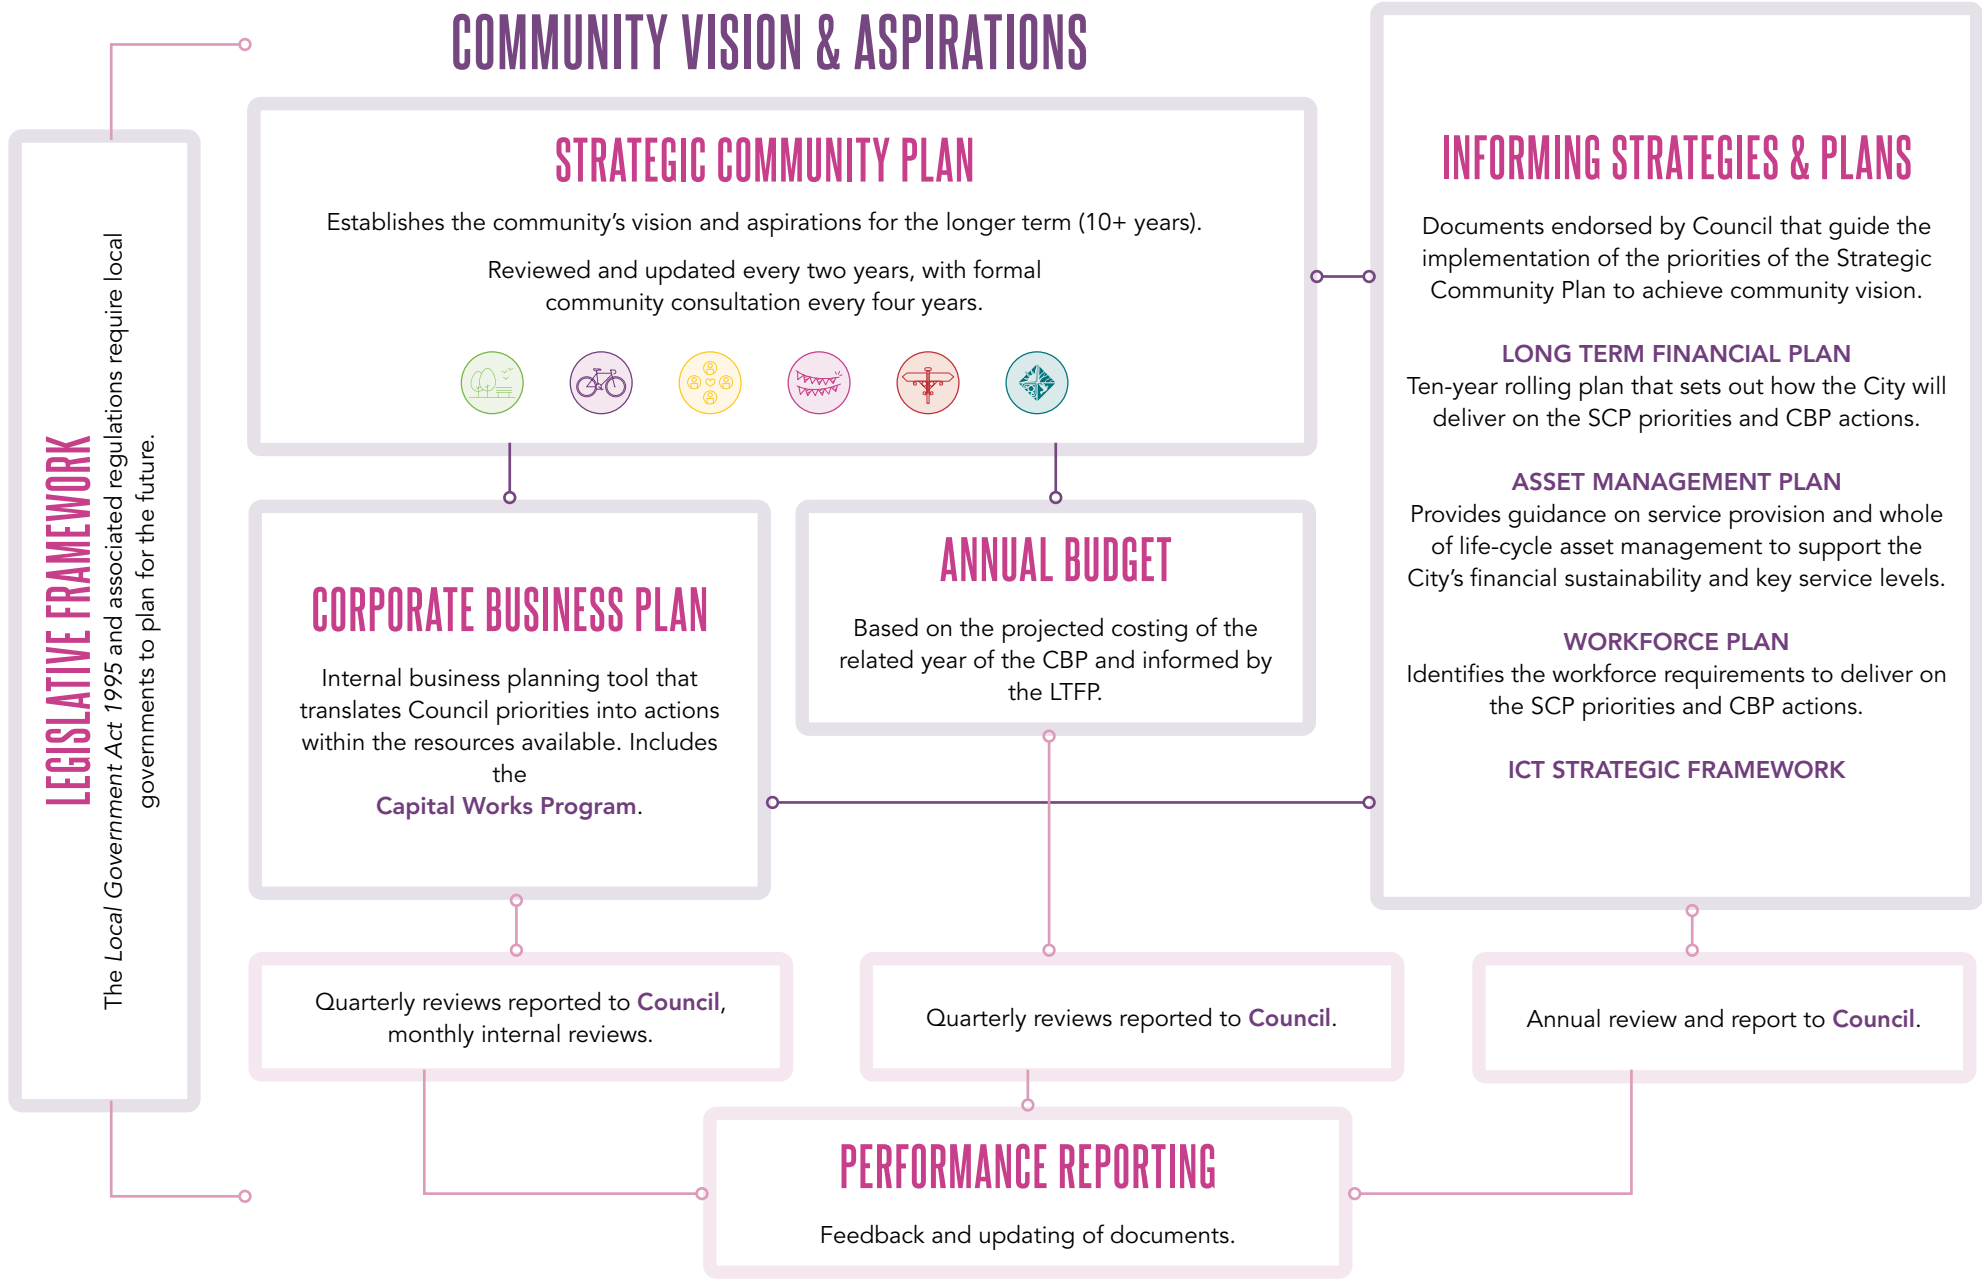 COMMUNITY VISION & ASPIRATIONS
LEGISLATIVE FRAMEWORK
The Local Government Act 1995 and associated regulations require local
governments to plan for the future.
STRATEGIC COMMUNITY PLAN
Establishes the community’s vision and aspirations for the longer term (10+ years).
Reviewed and updated every two years, with formal
community consultation every four years.
INFORMING STRATEGIES & PLANS
Documents endorsed by Council that guide the
implementation of the priorities of the Strategic
Community Plan to achieve community vision.
LONG TERM FINANCIAL PLAN
Ten-year rolling plan that sets out how the City will
deliver on the SCP priorities and CBP actions.
ASSET MANAGEMENT PLAN
Provides guidance on service provision and whole
of life-cycle asset management to support the
City’s financial sustainability and key service levels.
WORKFORCE PLAN
Identifies the workforce requirements to deliver on
the SCP priorities and CBP actions.
ICT STRATEGIC FRAMEWORK
CORPORATE BUSINESS PLAN
Internal business planning tool that
translates Council priorities into actions
within the resources available. Includes
the
Capital Works Program.
ANNUAL BUDGET
Based on the projected costing of the
related year of the CBP and informed by
the LTFP.
Quarterly reviews reported to Council,
monthly internal reviews.
Quarterly reviews reported to Council.
Annual review and report to Council.
PERFORMANCE REPORTING
Feedback and updating of documents.